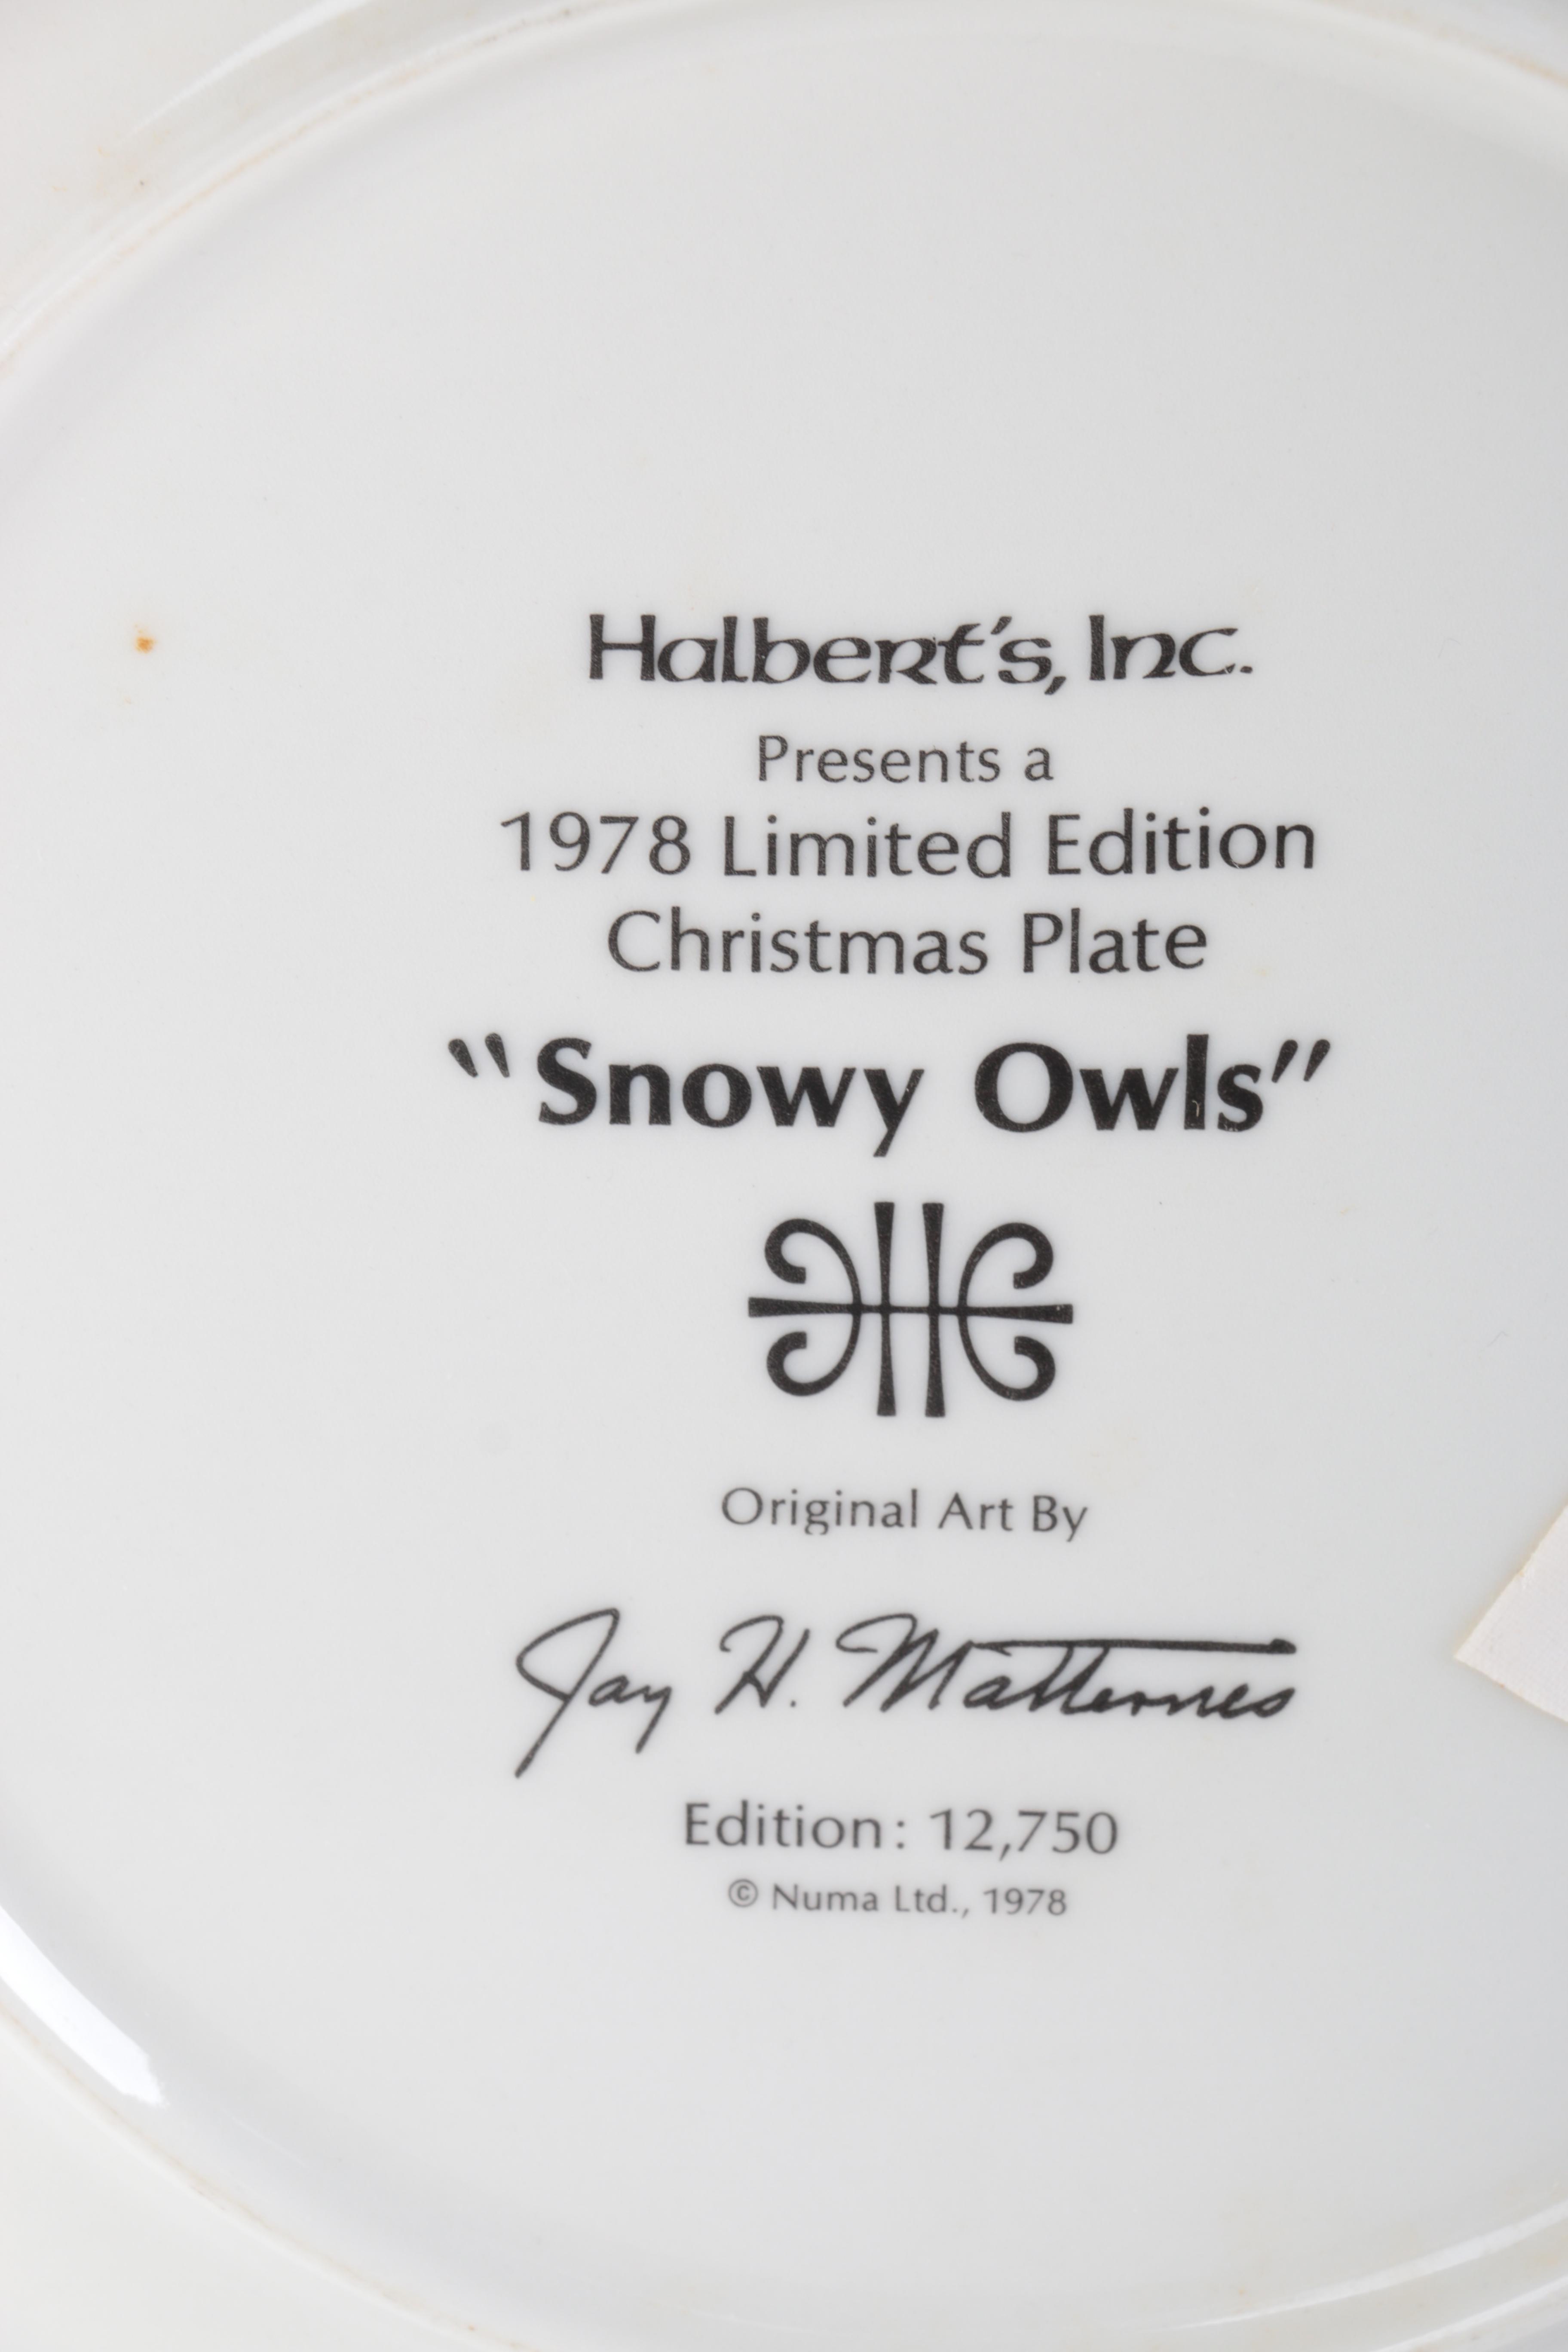 Halbert's, Inc.
Presents a
1978 Limited Edition
Christmas Plate
"Snowy Owls"
Original Art By
Jay H. Matternes
Edition: 12,750
© Numa Ltd., 1978